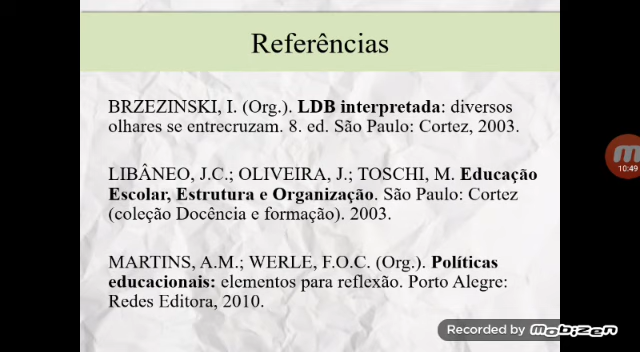 Referências
BRZEZINSKI, I. (Org.). LDB interpretada: diversos
olhares se entrecruzam. 8. ed. São Paulo: Cortez, 2003.
LIBÂNEO, J.C.; OLIVEIRA, J.; TOSCHI, M. Educação
Escolar, Estrutura e Organização. São Paulo: Cortez
(coleção Docência e formação). 2003.
MARTINS, A.M.; WERLE, F.O.C. (Org.). Políticas
educacionais: elementos para reflexão. Porto Alegre:
Redes Editora, 2010.
10:49
Recorded by mobizen